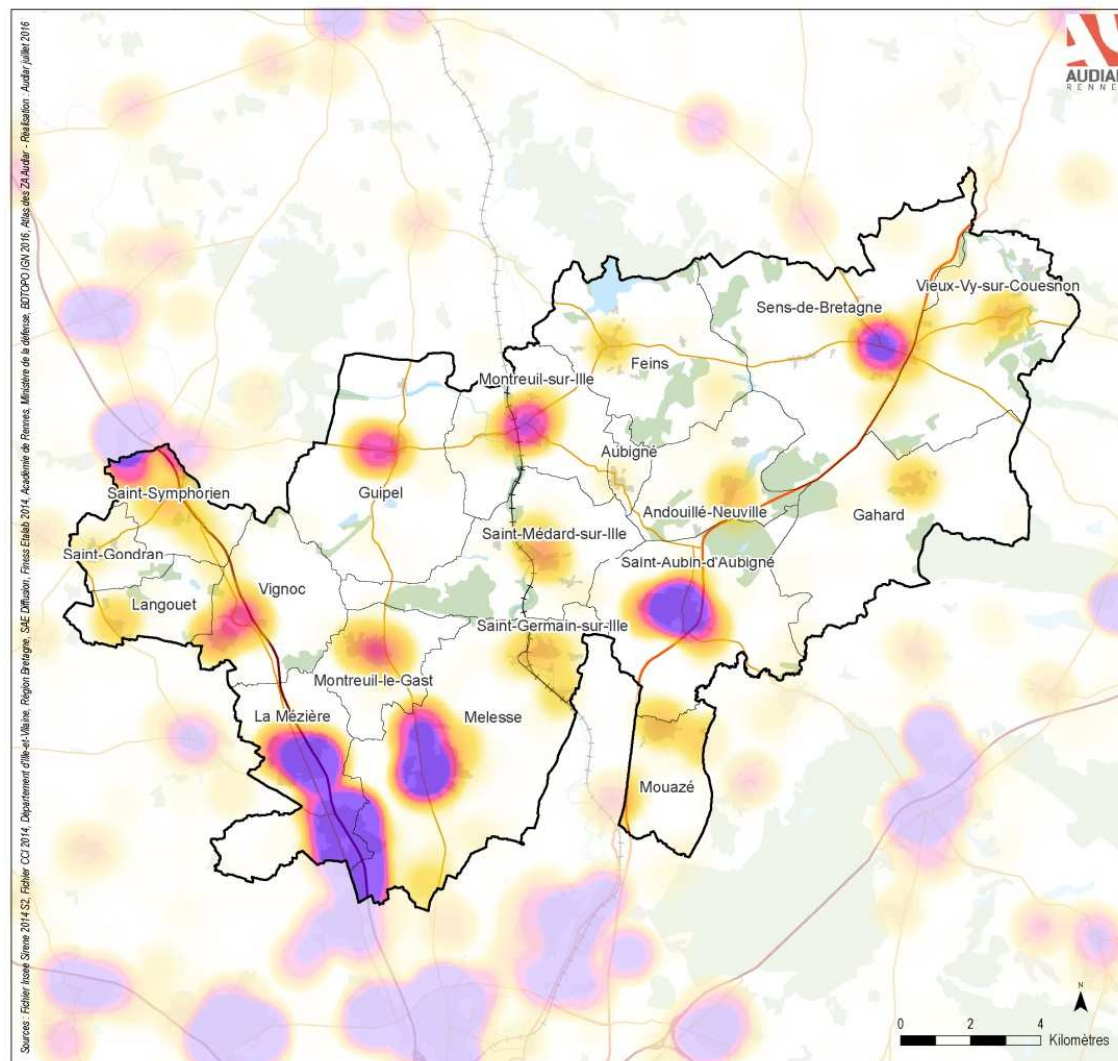 AUDIAR
RENNE
Sources : Fichier Insee Sirene 2014 S2, Fichier CCI 2014, Département d'Ille-et-Vilaine, Région Bretagne, SAE Diffusion, Finess Etalab 2014, Académie de Rennes, Ministère de la défense, BDTOPO IGN 2016, Atlas des ZA Audiar - Réalisation : Audiar juillet 2016
Vieux-Vy-sur-Couesnon
Sens-de-Bretagne
Feins
Montreuil-sur-Ille
Aubigné
Guipel
Saint-Symphorien
Andouillé-Neuville
Gahard
Saint-Médard-sur-Ille
Saint-Gondran
Saint-Aubin-d'Aubigné
Vignoc
Langouet
Saint-Germain-sur-Ille
Montreuil-le-Gast
La Mézière
Melesse
Mouazé
N
0 2 4
Kilomètres